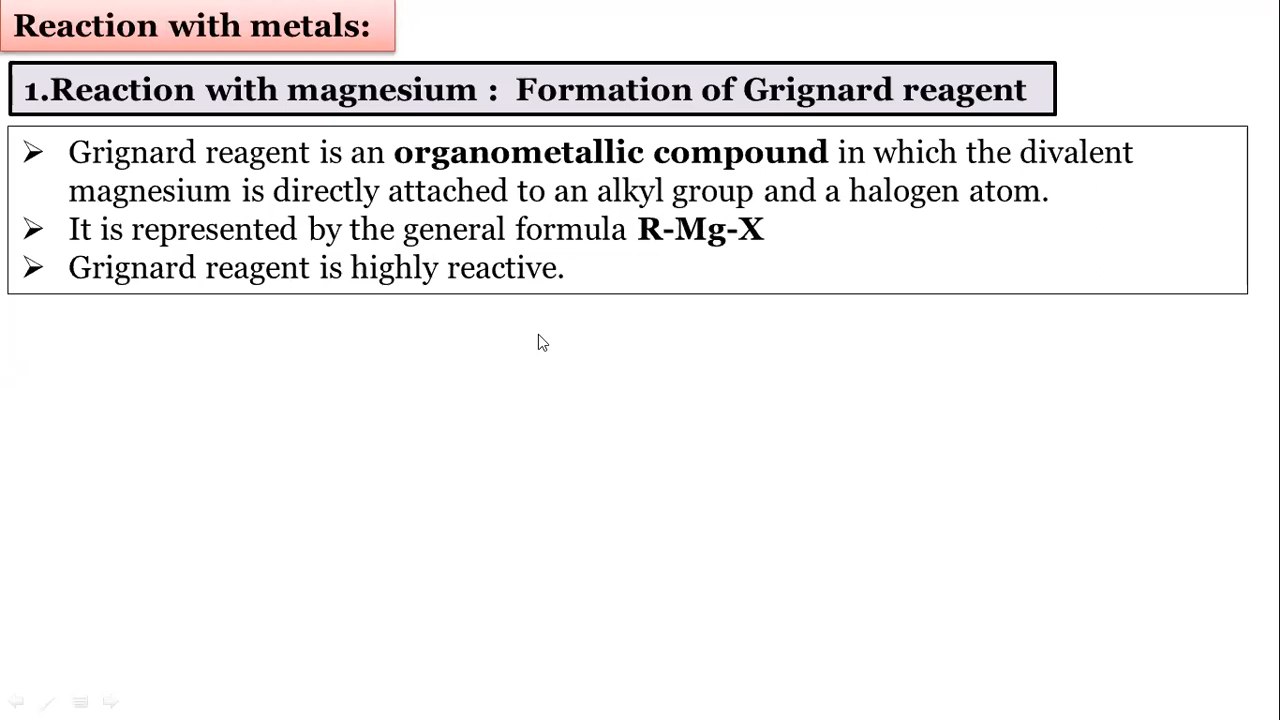 Reaction with metals:
1.Reaction with magnesium :  Formation of Grignard reagent
➢ Grignard reagent is an organometallic compound in which the divalent
magnesium is directly attached to an alkyl group and a halogen atom.
➢ It is represented by the general formula R-Mg-X
➢ Grignard reagent is highly reactive.